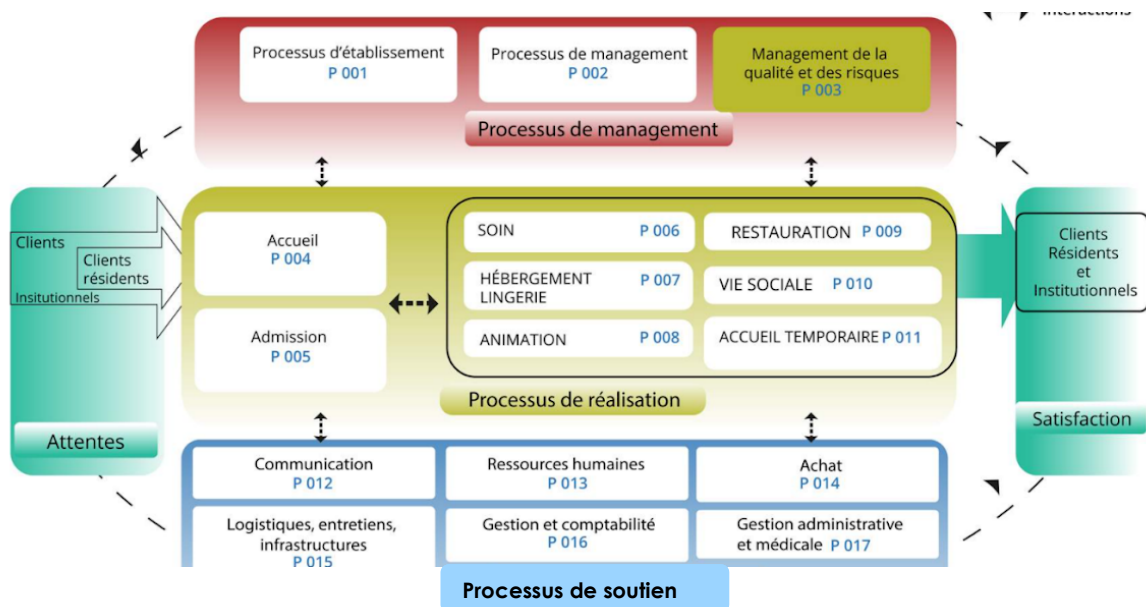 Interactions
Processus d'établissement
P 001
Processus de management
P 002
Management de la
qualité et des risques
P 003
Processus de management
Clients
Clients
résidents
Insitutionnels
Attentes
Accueil
P 004
Admission
P 005
SOIN P 006
HÉBERGEMENT P 007
LINGERIE
ANIMATION P 008
RESTAURATION P 009
VIE SOCIALE P 010
ACCUEIL TEMPORAIRE P 011
Processus de réalisation
Clients
Résidents
et
Institutionnels
Satisfaction
Communication
P 012
Ressources humaines
P 013
Achat
P 014
Logistiques, entretiens,
infrastructures
P 015
Gestion et comptabilité
P 016
Gestion administrative
et médicale P 017
Processus de soutien